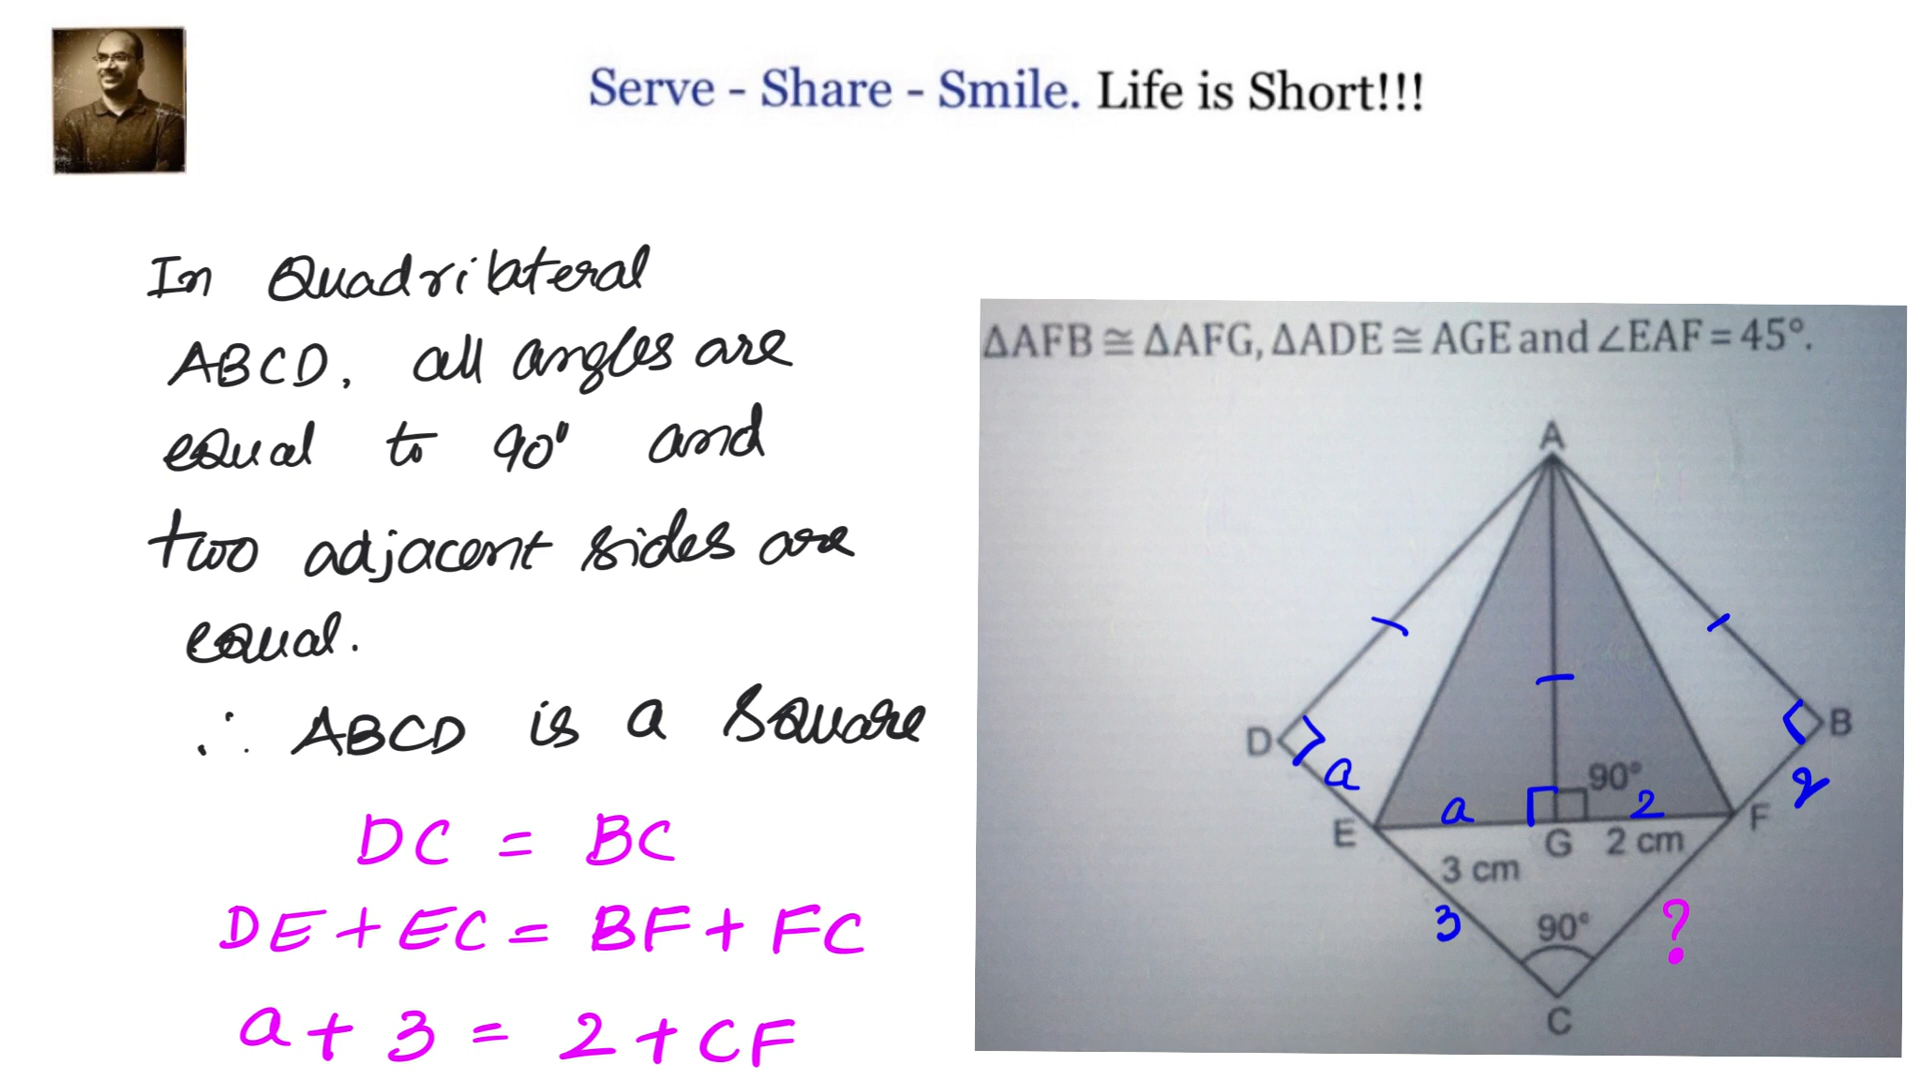 Serve - Share - Smile. Life is Short!!!
In Quadrilateral
ABCD, all angles are
equal to 90° and
two adjacent sides are
equal.
∴ ABCD is a Square
DC = BC
DE + EC = BF + FC
a + 3 = 2 + CF
ΔAFB ≅ ΔAFG, ΔADE ≅ AGE and ∠EAF = 45°.
A
D
B
a
90°
2
a
2
E
G
F
3 cm
2 cm
3
90°
?
C